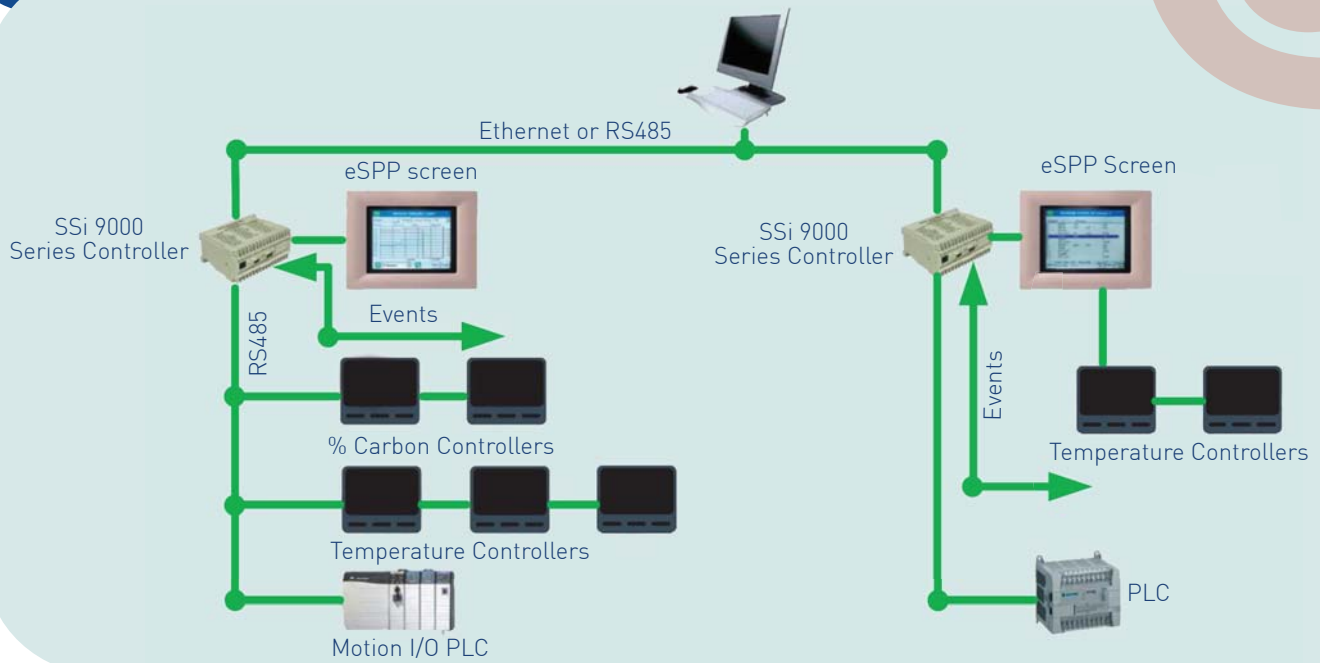 Ethernet or RS485
eSPP screen
eSPP Screen
SSi 9000
Series Controller
SSi 9000
Series Controller
Events
RS485
Events
% Carbon Controllers
Temperature Controllers
Temperature Controllers
PLC
Motion I/O PLC